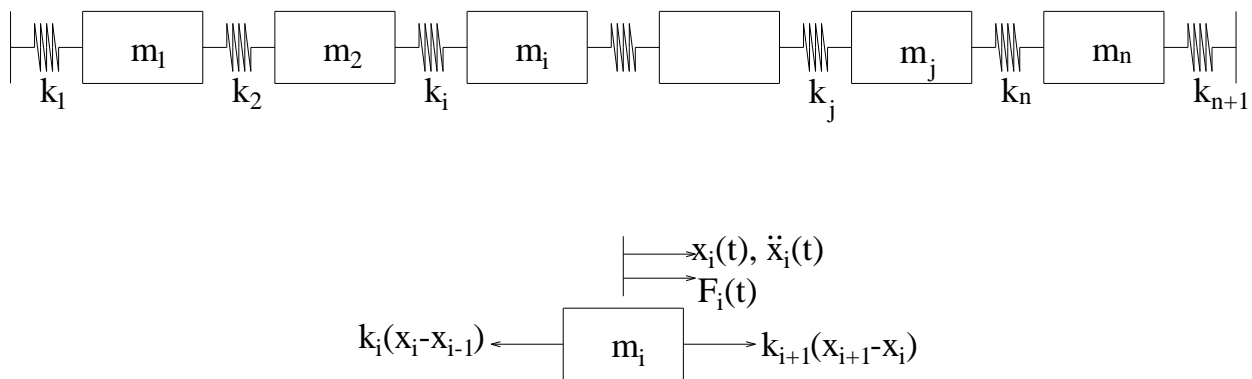 m₁ m₂ mᵢ mⱼ mₙ
k₁ k₂ kᵢ kⱼ kₙ kₙ₊₁
xᵢ(t), ẍᵢ(t)
Fᵢ(t)
kᵢ(xᵢ-xᵢ₋₁) mᵢ kᵢ₊₁(xᵢ₊₁-xᵢ)